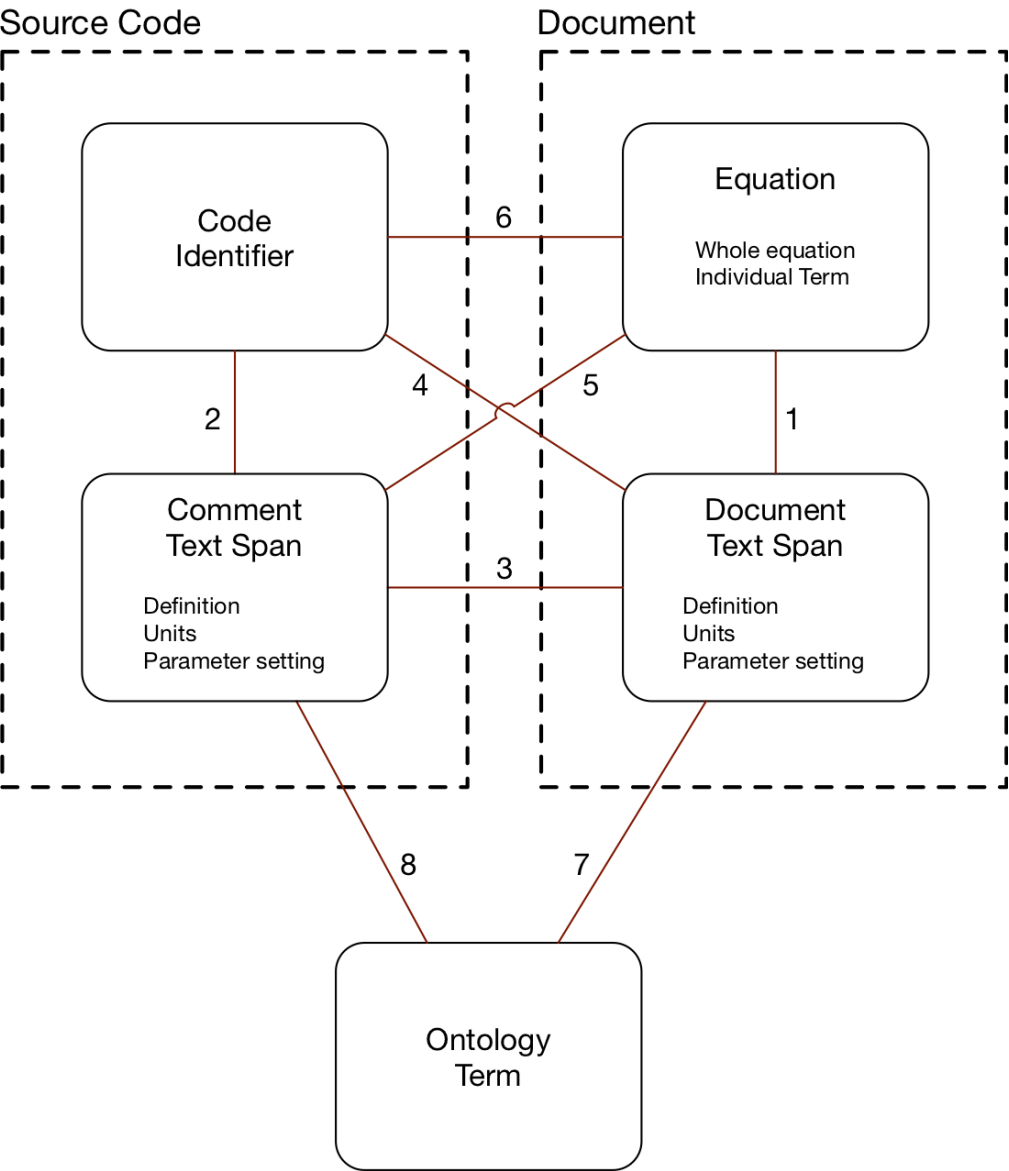 Source Code
Document
Code
Identifier
Equation
Whole equation
Individual Term
6
4
5
2
1
Comment
Text Span
Definition
Units
Parameter setting
3
Document
Text Span
Definition
Units
Parameter setting
8
7
Ontology
Term